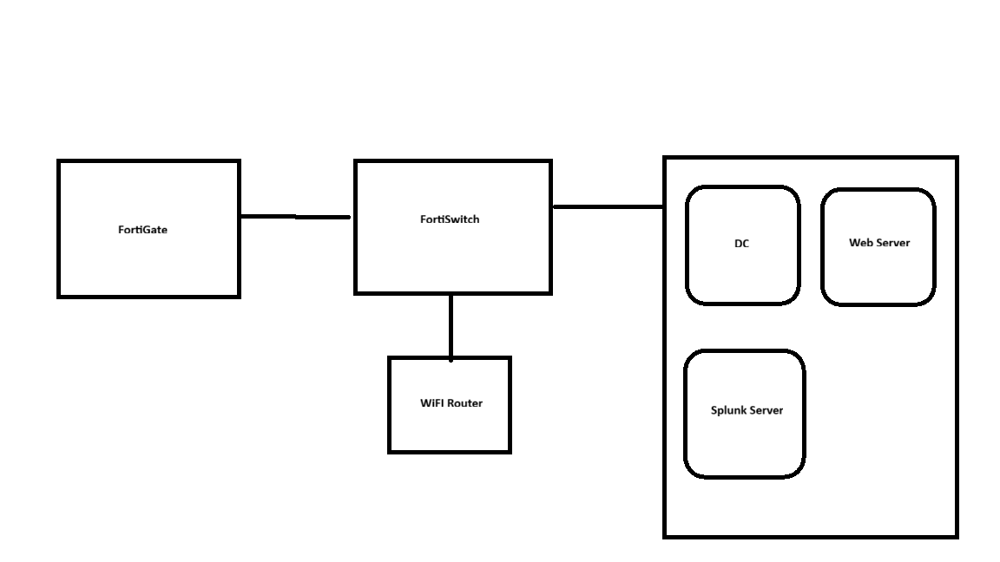 FortiGate
FortiSwitch
DC
Web Server
WiFI Router
Splunk Server